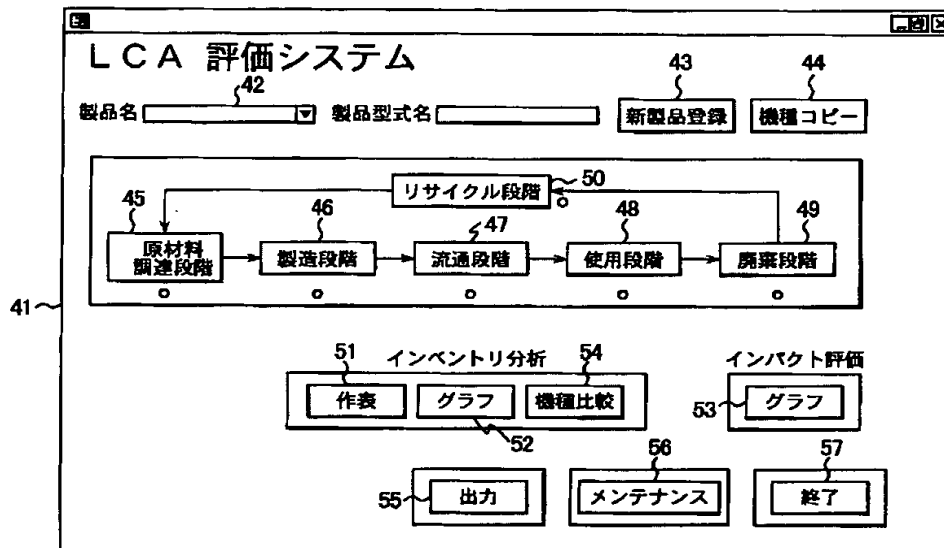 LCA 評価システム
42
43
44
製品名
製品型式名
新製品登録
機種コピー
リサイクル段階
50
45
46
47
48
49
原材料
調達段階
製造段階
流通段階
使用段階
廃棄段階
41
インベントリ分析
インパクト評価
51
54
作表
グラフ
機種比較
53
グラフ
52
56
57
55
出力
メンテナンス
終了